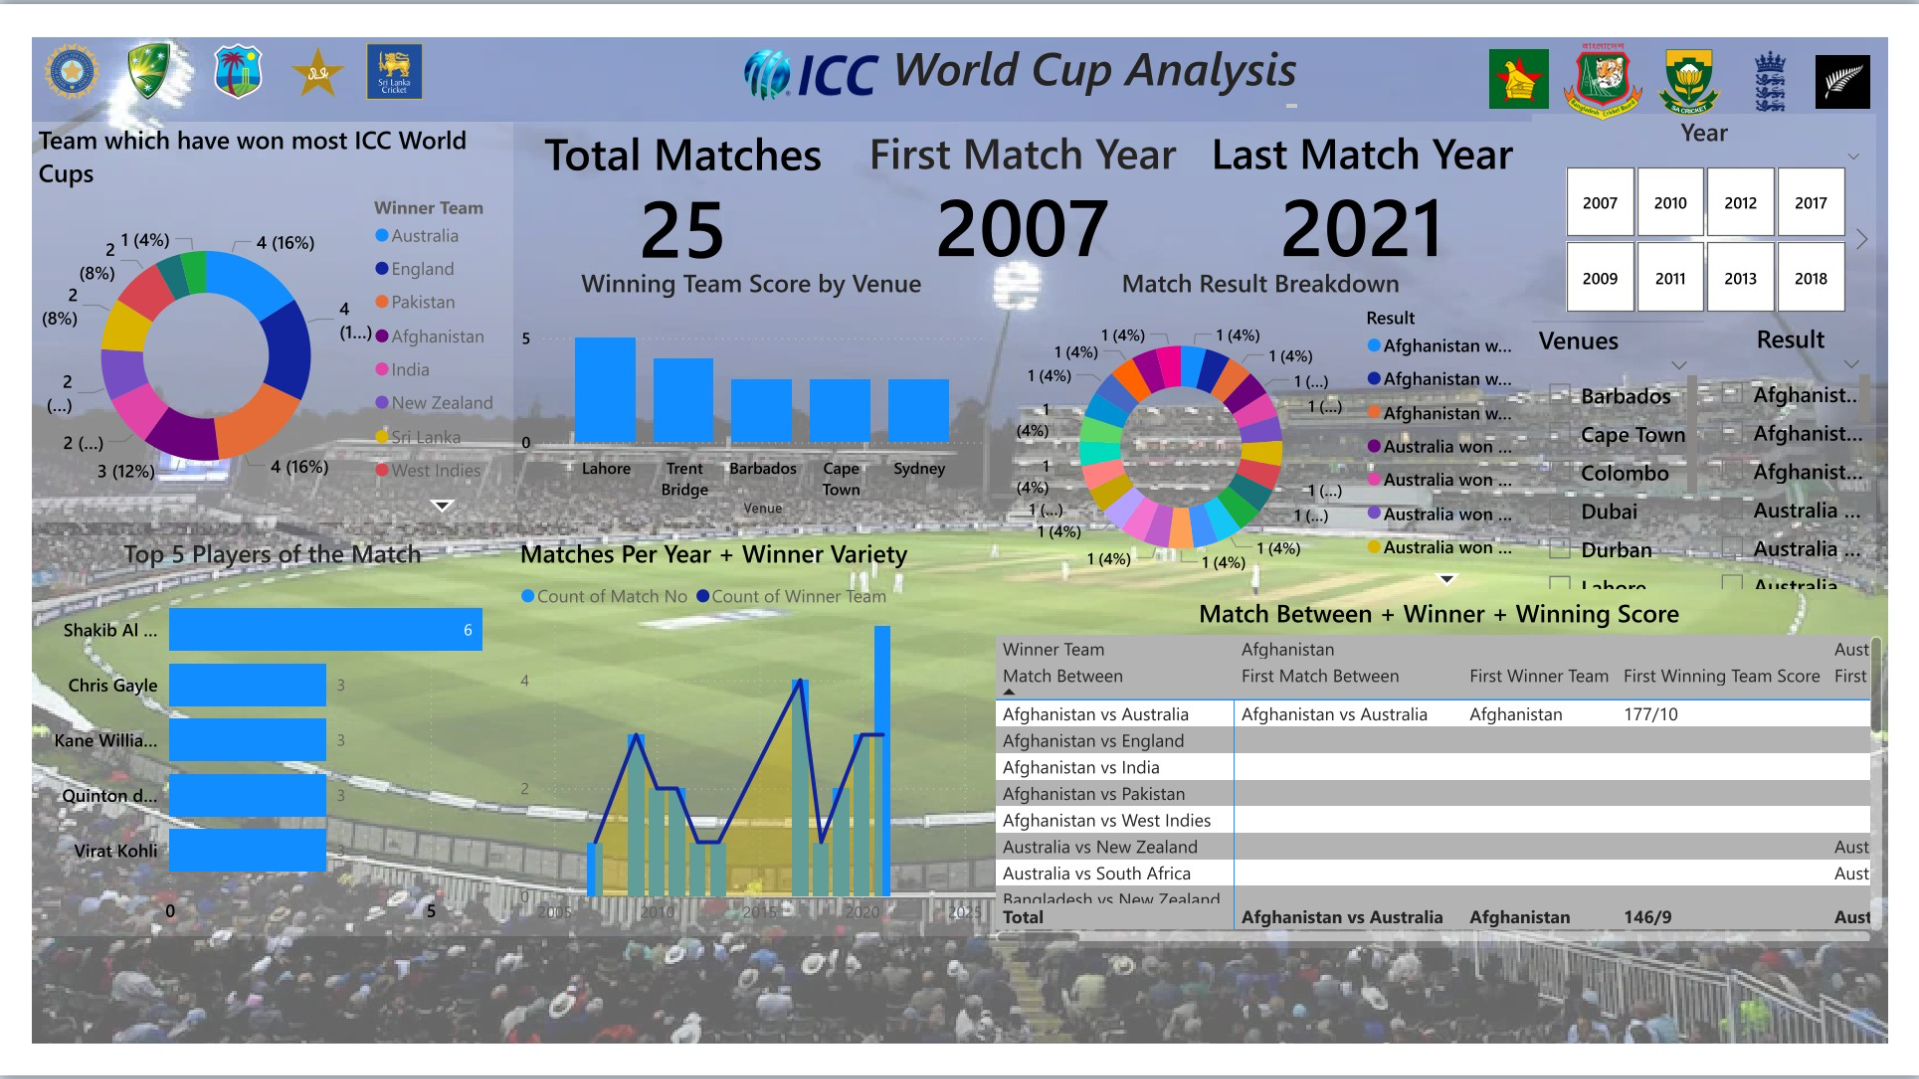 Sri Lanka
Cricket
ICC World Cup Analysis
বাংলাদেশ
Bangladesh Cricket Board
SA CRICKET
Team which have won most ICC World
Cups
Winner Team
Australia
England
Pakistan
Afghanistan
India
New Zealand
Sri Lanka
West Indies
4 (16%)
4
(1...)
4 (16%)
3 (12%)
2 (...)
2
(...)
2
(8%)
2
(8%)
1 (4%)
Total Matches
25
First Match Year
2007
Last Match Year
2021
Year
2007
2010
2012
2017
2009
2011
2013
2018
Winning Team Score by Venue
5
0
Lahore
Trent
Bridge
Barbados
Cape
Town
Sydney
Venue
Match Result Breakdown
1 (4%)
1 (4%)
1 (...)
1 (...)
1 (...)
1 (...)
1 (4%)
1 (4%)
1 (4%)
1 (4%)
1 (...)
1
(4%)
1
(4%)
1 (4%)
1 (4%)
1 (4%)
Result
Afghanistan w...
Afghanistan w...
Afghanistan w...
Australia won ...
Australia won ...
Australia won ...
Australia won ...
Venues
Barbados
Cape Town
Colombo
Dubai
Durban
Lahore
Result
Afghanist...
Afghanist...
Afghanist...
Australia ...
Australia ...
Australia
Top 5 Players of the Match
Shakib Al ...
6
Chris Gayle
3
Kane Willia...
3
Quinton d...
3
Virat Kohli
3
0
5
Matches Per Year + Winner Variety
Count of Match No
Count of Winner Team
4
2
0
2005
2010
2015
2020
2025
Match Between + Winner + Winning Score
Winner Team Afghanistan Aust
Match Between First Match Between First Winner Team First Winning Team Score First
Afghanistan vs Australia Afghanistan vs Australia Afghanistan 177/10
Afghanistan vs England
Afghanistan vs India
Afghanistan vs Pakistan
Afghanistan vs West Indies
Australia vs New Zealand Aust
Australia vs South Africa Aust
Bangladesh vs New Zealand
Total Afghanistan vs Australia Afghanistan 146/9 Aust